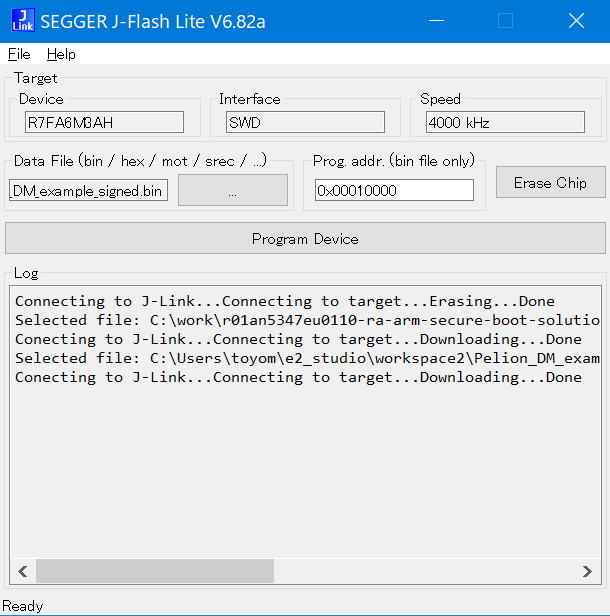 J
Link
SEGGER J-Flash Lite V6.82a
File Help
Target
Device
R7FA6M3AH
Interface
SWD
Speed
4000 kHz
Data File (bin / hex / mot / srec / ...)
_DM_example_signed.bin
...
Prog. addr. (bin file only)
0x00010000
Erase Chip
Program Device
Log
Connecting to J-Link...Connecting to target...Erasing...Done
Selected file: C:\work\r01an5347eu0110-ra-arm-secure-boot-solutio
Conecting to J-Link...Connecting to target...Downloading...Done
Selected file: C:\Users\toyom\e2_studio\workspace2\Pelion_DM_exam
Conecting to J-Link...Connecting to target...Downloading...Done
Ready